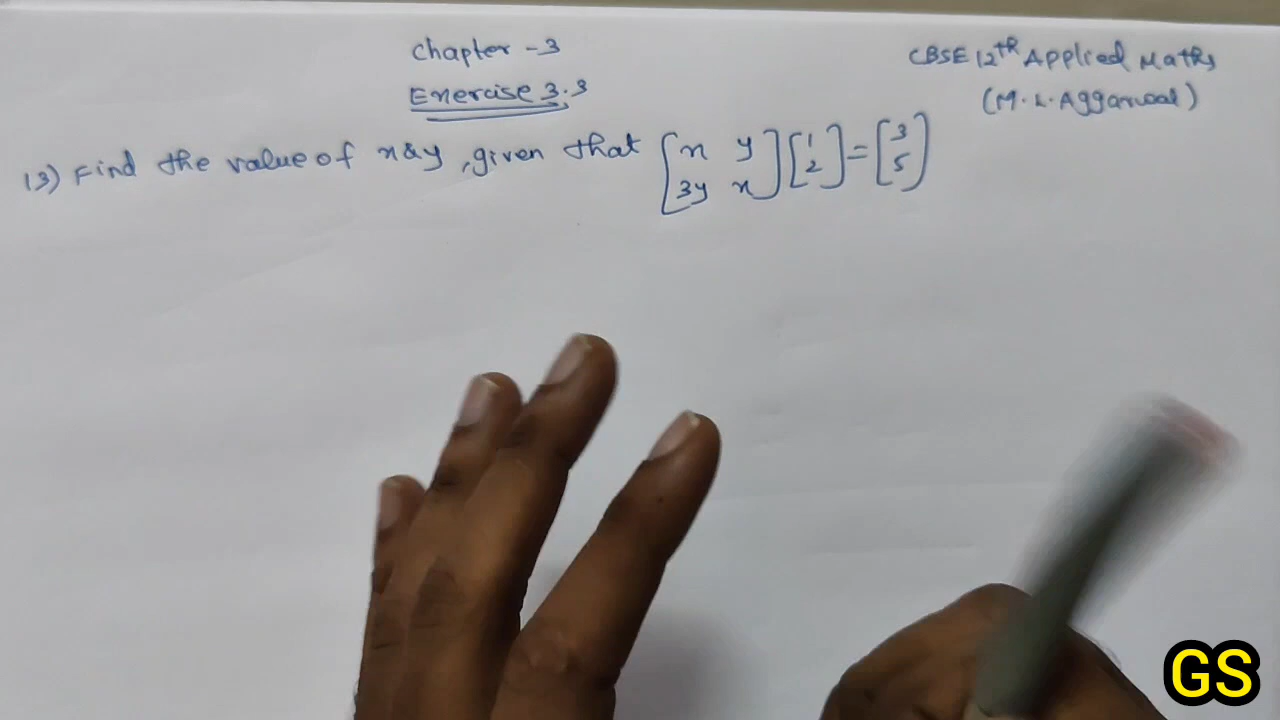 Chapter - 3
CBSE 12th Applied Maths
Exercise 3.3
(M. L. Aggarwal)
13) Find the value of x & y, given that [x y 3y x] [1 2] = [3 5]
GS